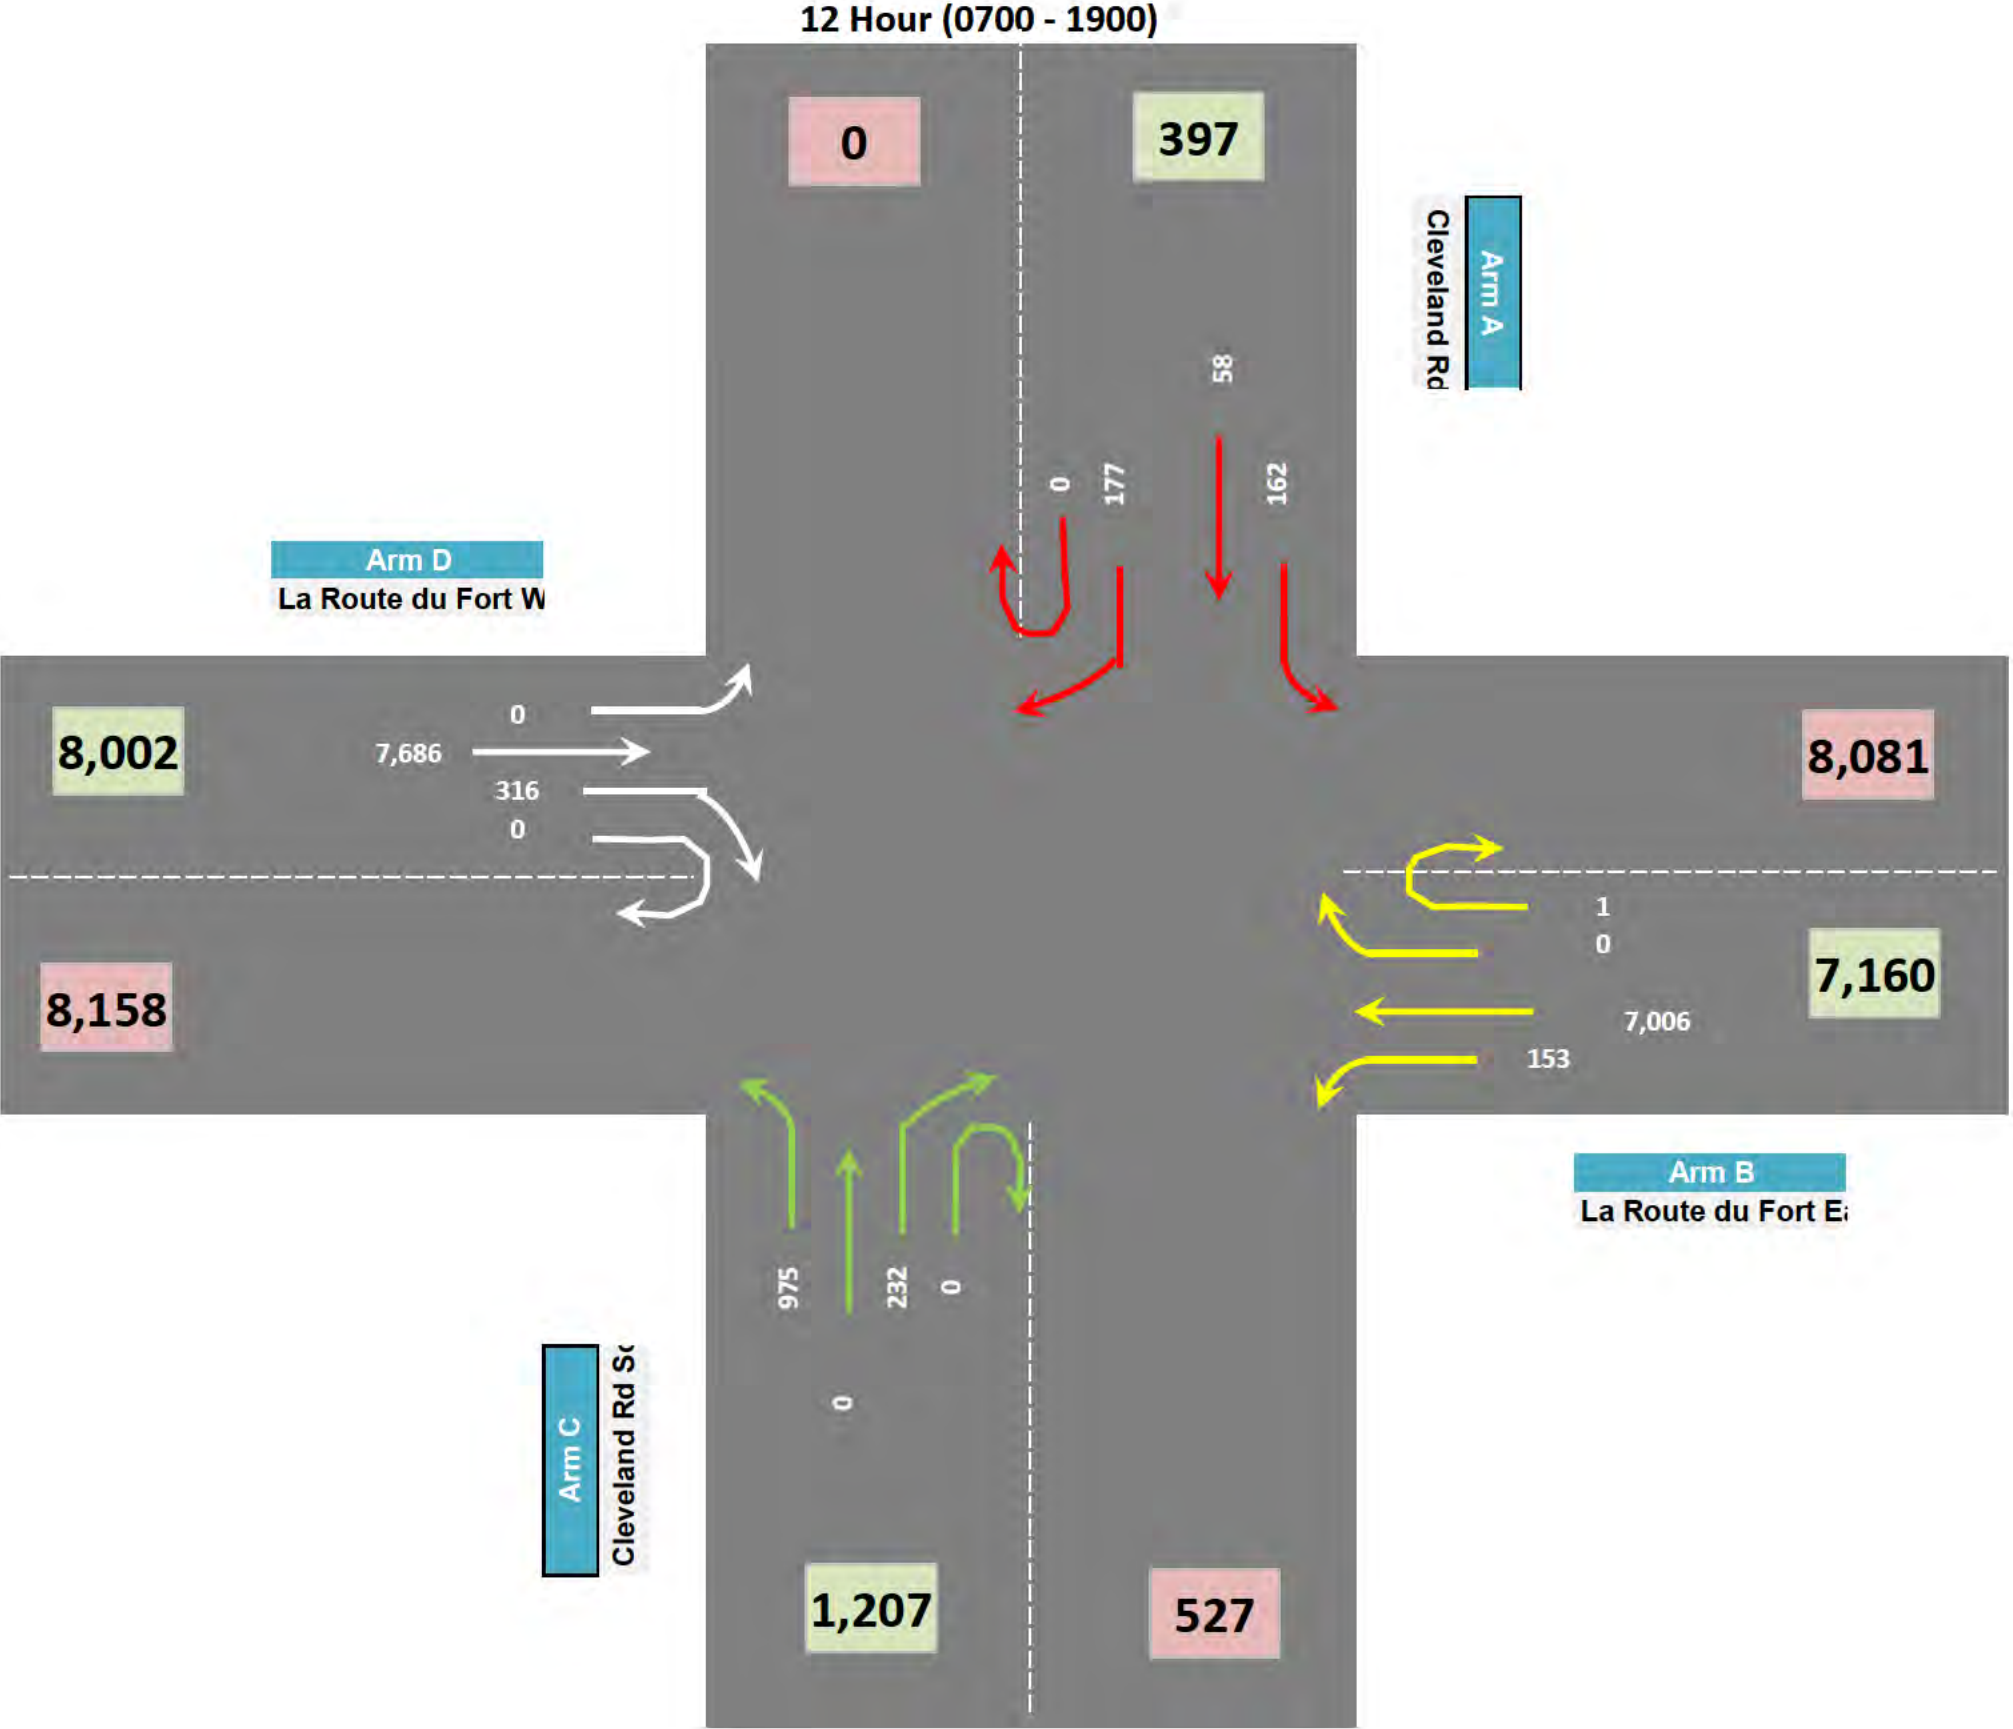 12 Hour (0700 - 1900)
0
397
Arm A
Cleveland Rd
58
0
177
162
Arm D
La Route du Fort W
8,002
0
7,686
316
0
8,081
1
0
7,160
7,006
153
8,158
Arm B
La Route du Fort Ea
975
232
0
0
Arm C
Cleveland Rd So
1,207
527